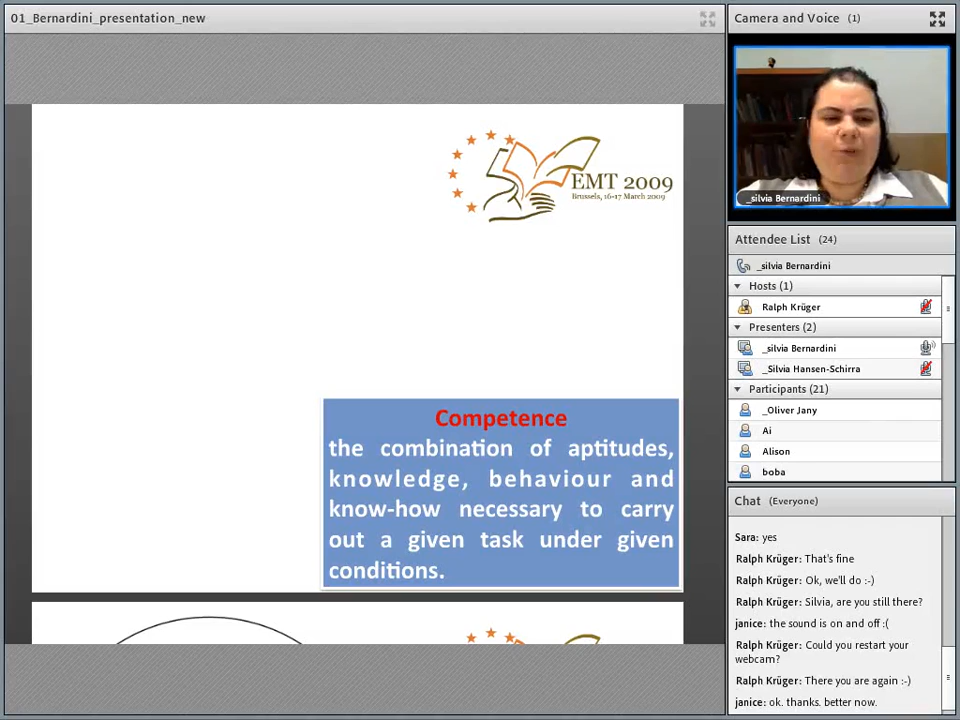 01_Bernardini_presentation_new
EMT 2009
Brussels, 16-17 March 2009
Competence
the combination of aptitudes,
knowledge, behaviour and
know-how necessary to carry
out a given task under given
conditions.
Camera and Voice (1)
_silvia Bernardini
Attendee List (24)
_silvia Bernardini
Hosts (1)
Ralph Krüger
Presenters (2)
_silvia Bernardini
_Silvia Hansen-Schirra
Participants (21)
_Oliver Jany
Ai
Alison
boba
Chat (Everyone)
Sara: yes
Ralph Krüger: That's fine
Ralph Krüger: Ok, we'll do :-)
Ralph Krüger: Silvia, are you still there?
janice: the sound is on and off :(
Ralph Krüger: Could you restart your
webcam?
Ralph Krüger: There you are again :-)
janice: ok. thanks. better now.